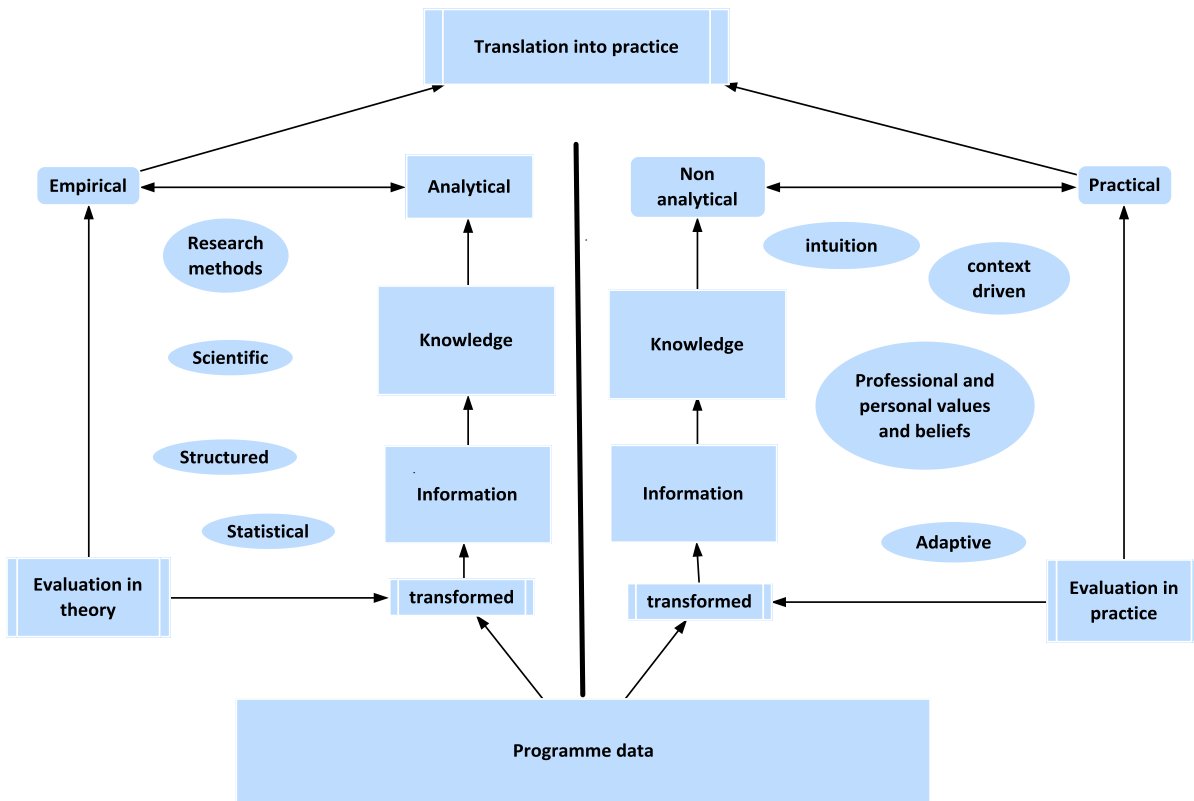 Translation into practice
Empirical
Analytical
Research
methods
Knowledge
Scientific
Structured
Information
Statistical
Evaluation in
theory
transformed
Non
analytical
Practical
intuition
context
driven
Knowledge
Professional and
personal values
and beliefs
Information
Adaptive
transformed
Evaluation in
practice
Programme data